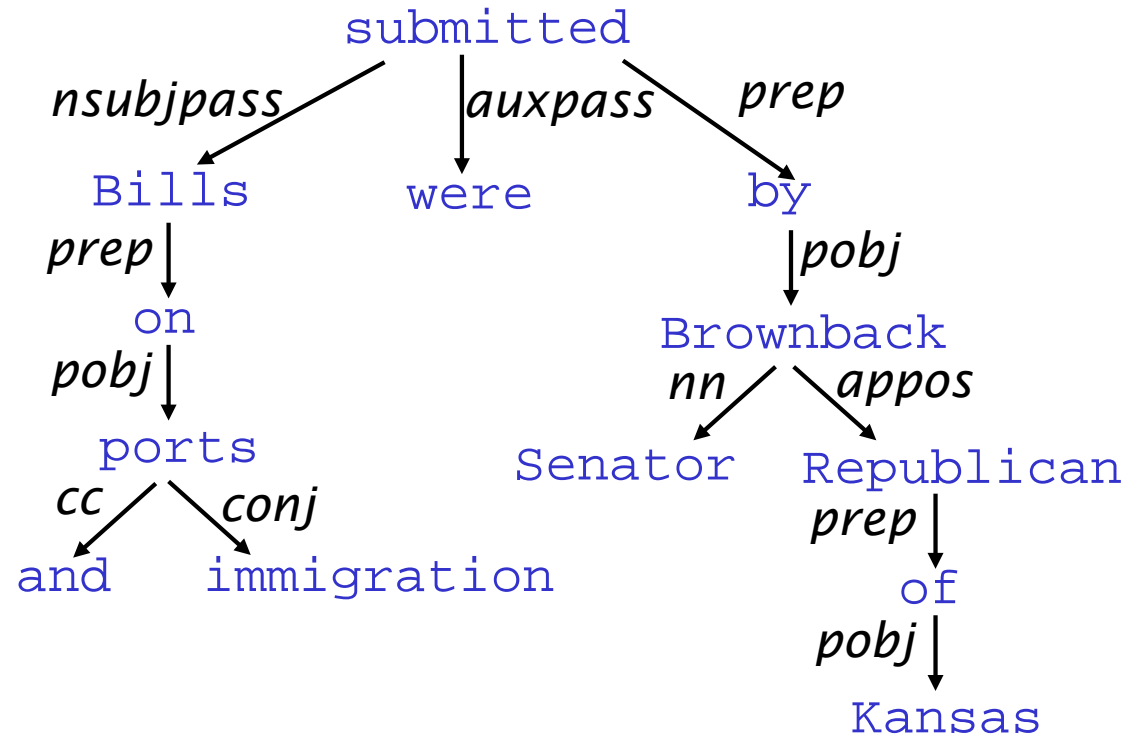 submitted
nsubjpass auxpass prep
Bills were by
prep pobj
on Brownback
pobj nn appos
ports Senator Republican
cc conj prep
and immigration of
pobj
Kansas